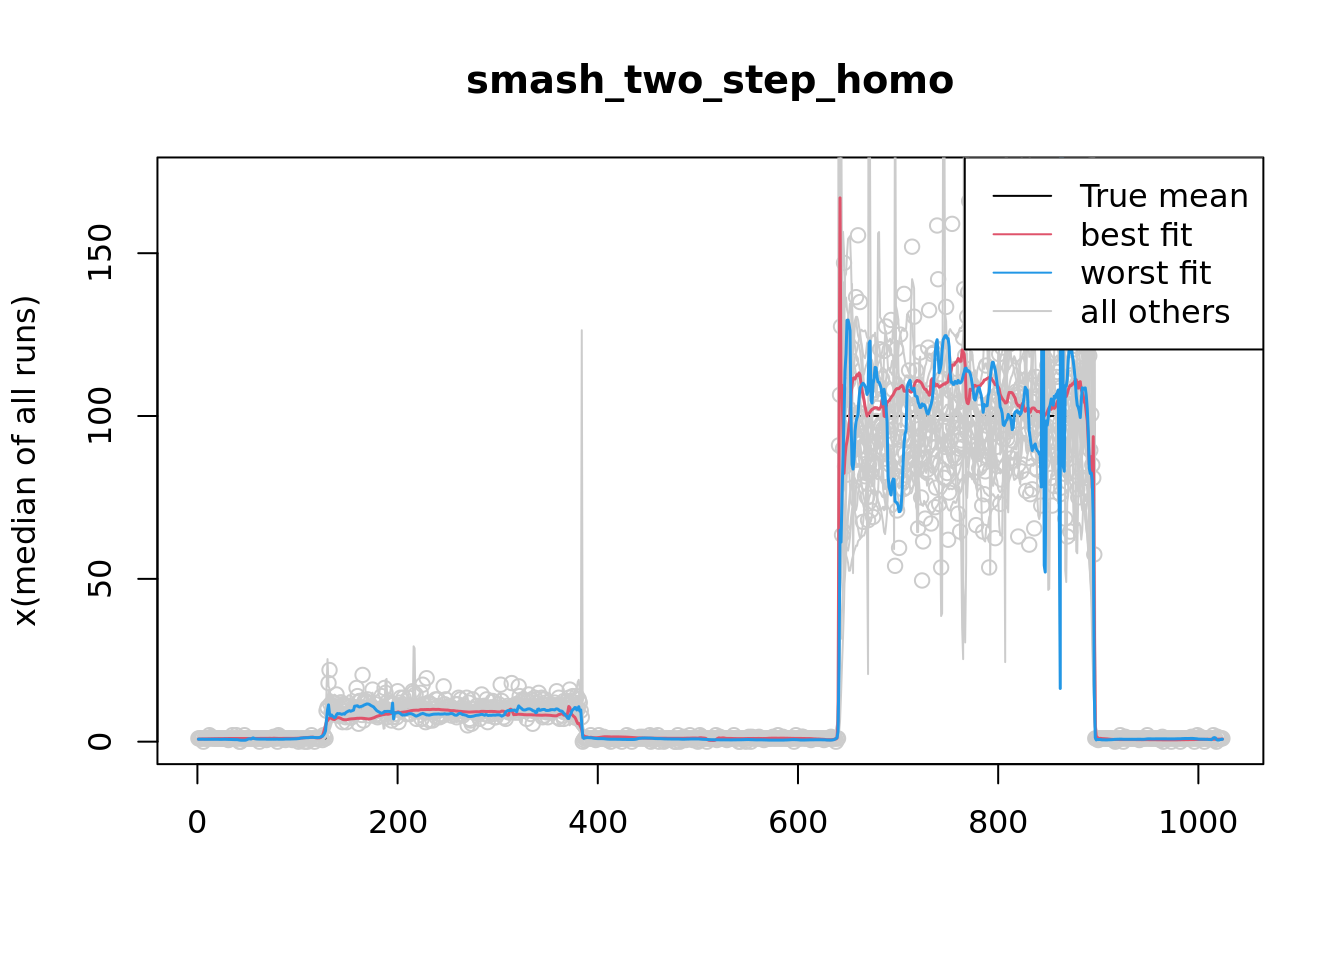 smash_two_step_homo
x(median of all runs)
150
100
50
0
True mean
best fit
worst fit
all others
0 200 400 600 800 1000